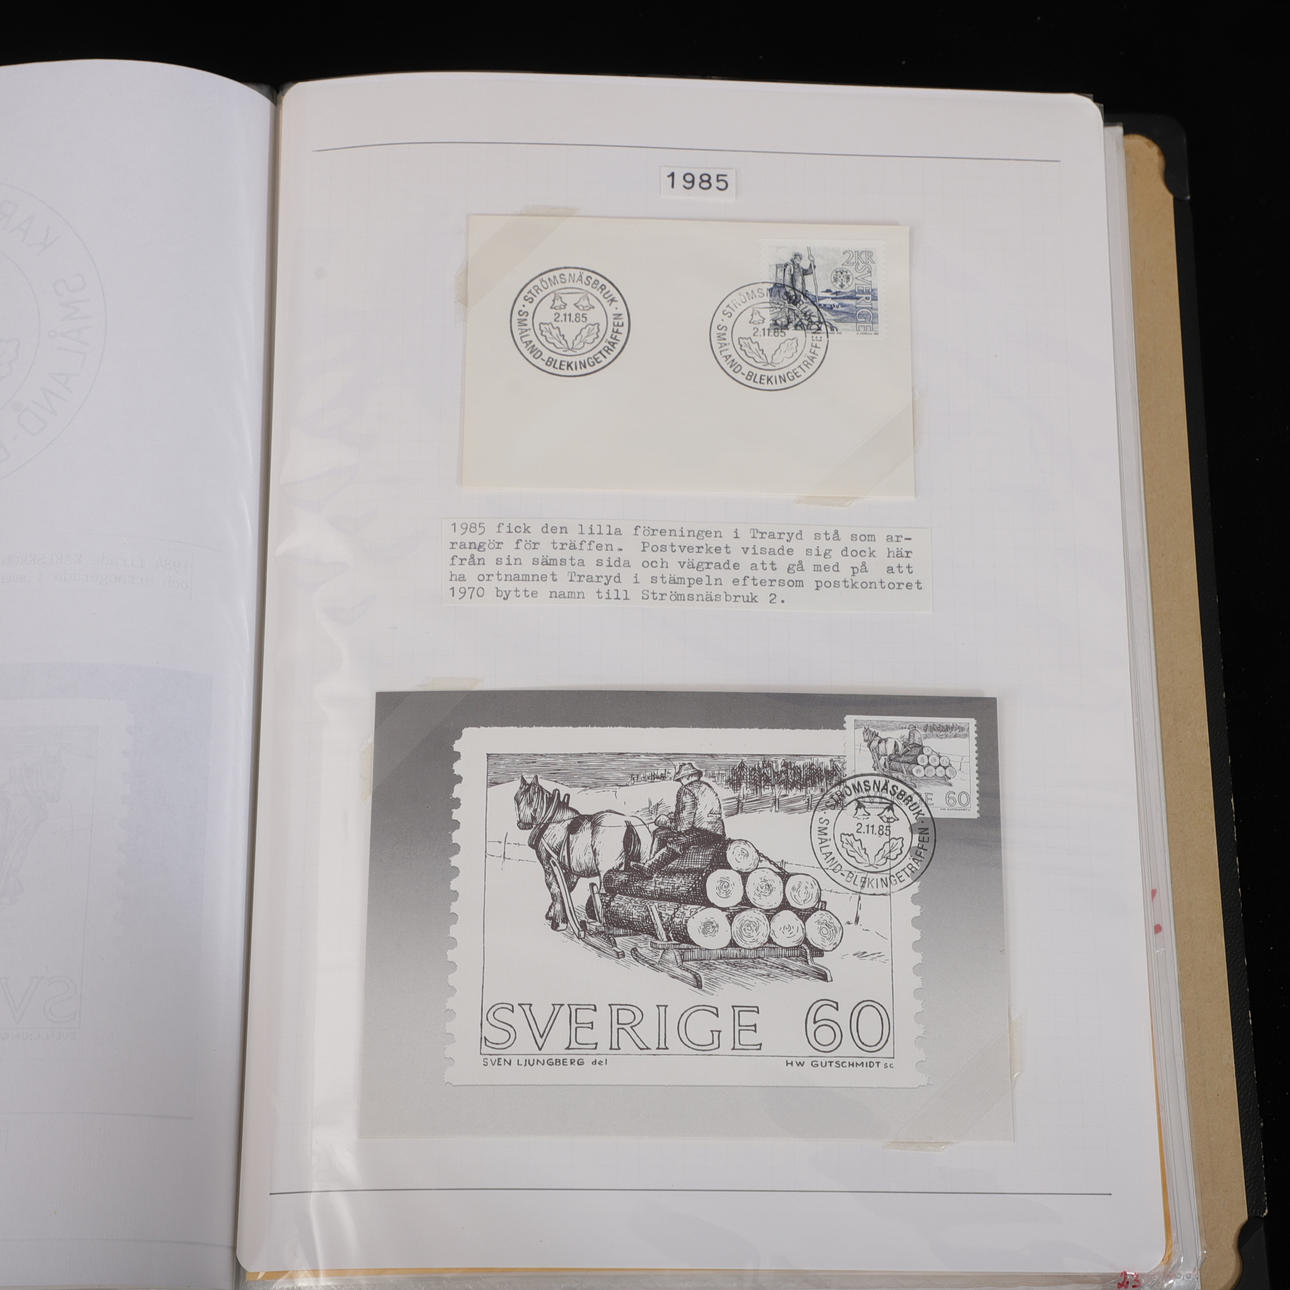 1985
2KR
SVERIGE
· STRÖMSNÄSBRUK ·
2.11.85
SMÅLAND-BLEKINGETRÄFFEN
· STRÖMSNÄSBRUK ·
2.11.85
SMÅLAND-BLEKINGETRÄFFEN
1985 fick den lilla föreningen i Traryd stå som ar-
rangör för träffen. Postverket visade sig dock här
från sin sämsta sida och vägrade att gå med på att
ha ortnamnet Traryd i stämpeln eftersom postkontoret
1970 bytte namn till Strömsnäsbruk 2.
60
HW GUTSCHMIDT
· STRÖMSNÄSBRUK ·
2.11.85
SMÅLAND-BLEKINGETRÄFFEN
SVERIGE 60
SVEN LJUNGBERG del HW GUTSCHMIDT sc
23